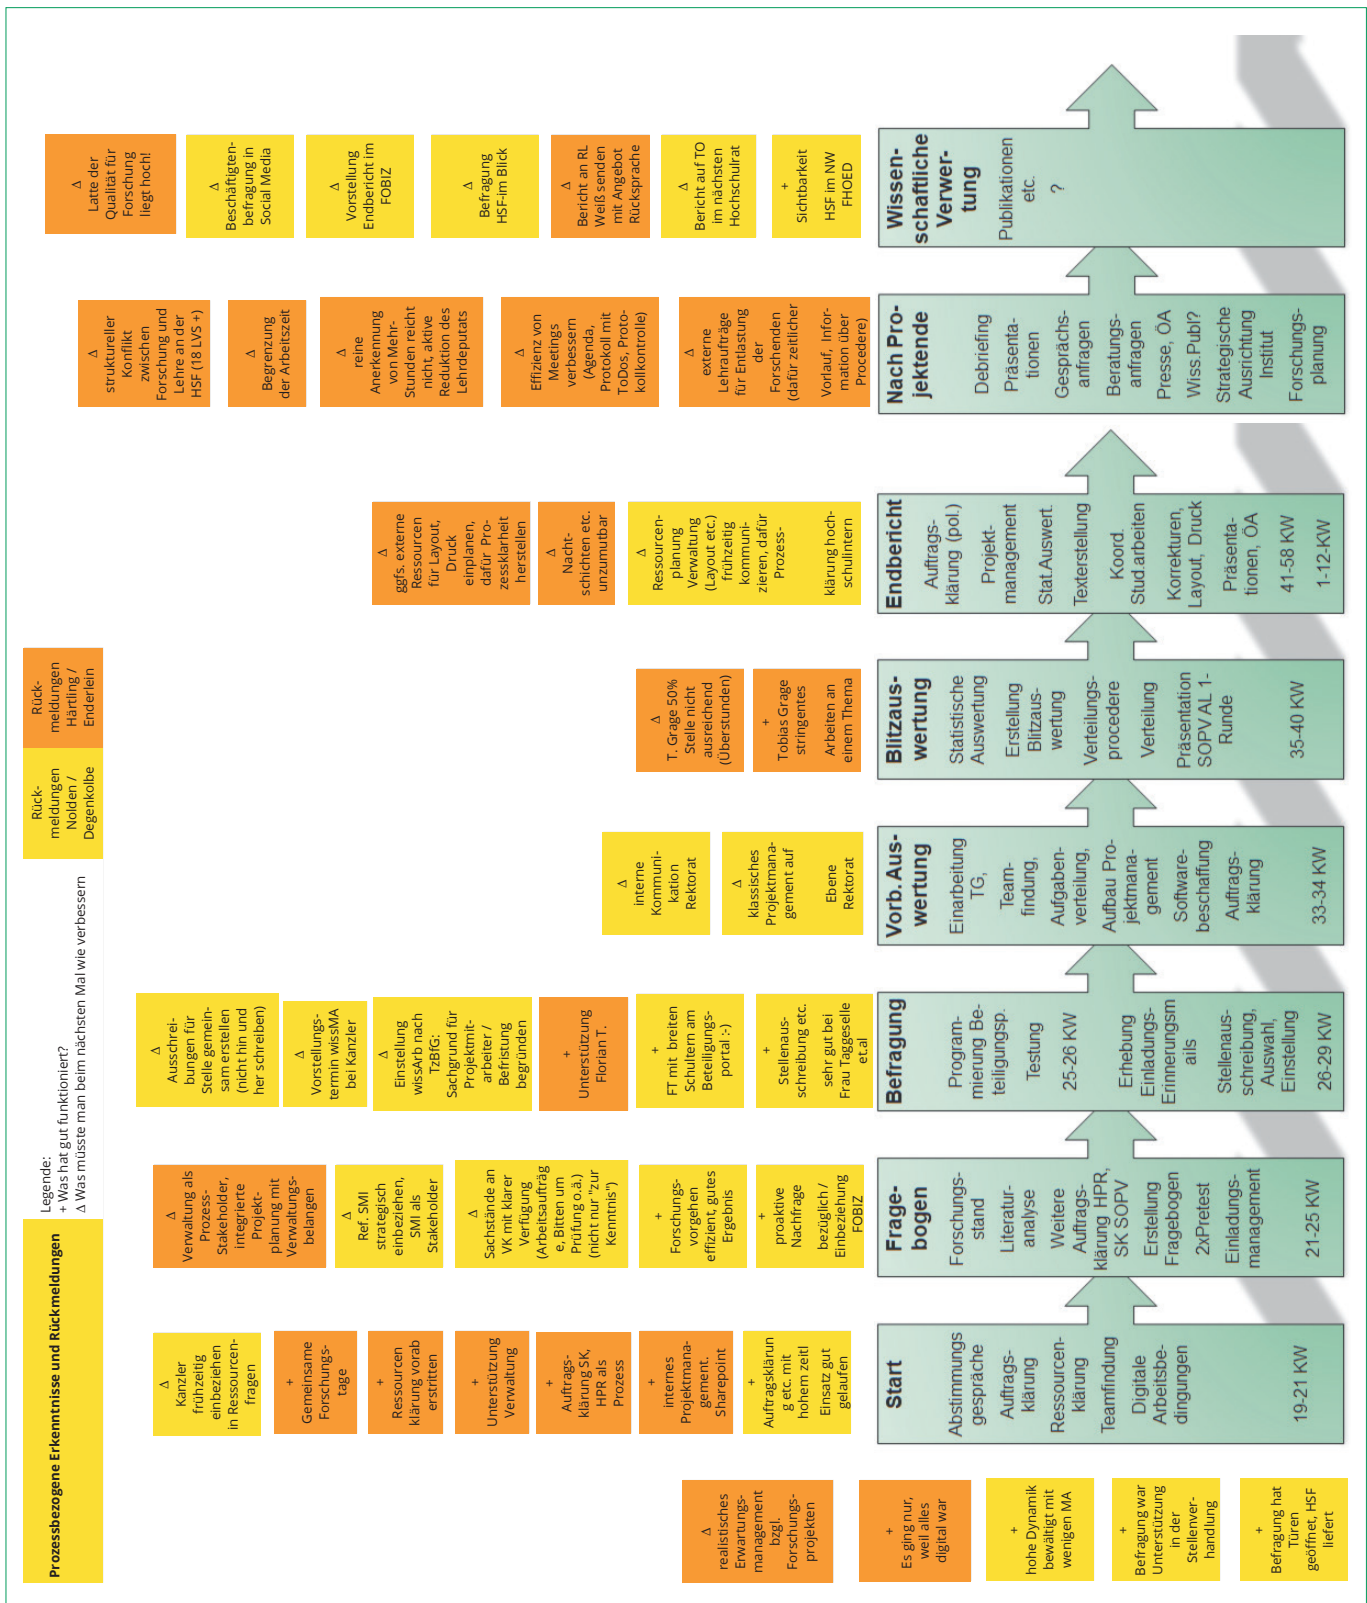 Prozessbezogene Erkenntnisse und Rückmeldungen
Legende:
+ Was hat gut funktioniert?
Δ Was müsste man beim nächsten Mal wie verbessern
Rück-
meldungen
Nolden /
Degenkolbe
Rück-
meldungen
Härtling /
Enderlein
Δ
realistisches
Erwartungs-
management
bzgl.
Forschungs-
projekten
+
Es ging nur,
weil alles
digital war
+
hohe Dynamik
bewältigt mit
wenigen MA
+
Befragung war
Unterstützung
in der
Stellenver-
handlung
+
Befragung hat
Türen
geöffnet, HSF
liefert
Δ
Kanzler
frühzeitig
einbeziehen
in Ressourcen-
fragen
+
Gemeinsame
Forschungs-
tage
+
Ressourcen
klärung vorab
erstritten
+
Unterstützung
Verwaltung
+
Auftrags-
klärung SK,
HPR als
Prozess
+
internes
Projektmana-
gement.
Sharepoint
+
Auftragsklärun
g etc. mit
hohem zeitl
Einsatz gut
gelaufen
Start
Abstimmungs
gespräche
Auftrags-
klärung
Ressourcen-
klärung
Teamfindung
Digitale
Arbeitsbe-
dingungen
19-21 KW
Δ
Verwaltung als
Prozess-
Stakeholder,
integrierte
Projekt-
planung mit
Verwaltungs-
belangen
Δ
Ref. SMI
strategisch
einbeziehen,
SMI als
Stakeholder
Δ
Sachstände an
VK mit klarer
Verfügung
(Arbeitsaufträg
e, Bitten um
Prüfung o.ä.)
(nicht nur "zur
Kenntnis")
+
Forschungs-
vorgehen
effizient, gutes
Ergebnis
+
proaktive
Nachfrage
bezüglich /
Einbeziehung
FOBIZ
Frage-
bogen
Forschungs-
stand
Literatur-
analyse
Weitere
Auftrags-
klärung HPR,
SK SOPV
Erstellung
Fragebogen
2xPretest
Einladungs-
management
21-25 KW
Δ
Ausschrei-
bungen für
Stelle gemein-
sam erstellen
(nicht hin und
her schreiben)
Δ
Vorstellungs-
termin wissMA
bei Kanzler
Δ
Einstellung
wissArb nach
TzBfG:
Sachgrund für
Projektmit-
arbeiter /
Befristung
begründen
+
Unterstützung
Florian T.
+
FT mit breiten
Schultern am
Beteiligungs-
portal :-)
+
Stellenaus-
schreibung etc.
sehr gut bei
Frau Taggeselle
et.al
Befragung
Program-
mierung Be-
teiligungsp.
Testung
25-26 KW
Erhebung
Einladungs-
Erinnerungsm
ails
Stellenaus-
schreibung,
Auswahl,
Einstellung
26-29 KW
Δ
interne
Kommuni-
kation
Rektorat
Δ
klassisches
Projektmana-
gement auf
Ebene
Rektorat
Vorb. Aus-
wertung
Einarbeitung
TG,
Team-
findung,
Aufgaben-
verteilung,
Aufbau Pro-
jektmana-
gement
Software-
beschaffung
Auftrags-
klärung
33-34 KW
Δ
T. Grage 50%
Stelle nicht
ausreichend
(Überstunden)
+
Tobias Grage
stringentes
Arbeiten an
einem Thema
Blitzaus-
wertung
Statistische
Auswertung
Erstellung
Blitzaus-
wertung
Verteilungs-
procedere
Verteilung
Präsentation
SOPV AL 1-
Runde
35-40 KW
Δ
ggfs. externe
Ressourcen
für Layout,
Druck
einplanen,
dafür Pro-
zessklarheit
herstellen
Δ
Nacht-
schichten etc.
unzumutbar
Δ
Ressourcen-
planung
Verwaltung
(Layout etc.)
frühzeitig
kommuni-
zieren, dafür
Prozess-
klärung hoch-
schulintern
Endbericht
Auftrags-
klärung (pol.)
Projekt-
management
Stat.Auswert.
Texterstellung
Koord.
Stud.arbeiten
Korrekturen,
Layout, Druck
Präsenta-
tionen, ÖA
41-58 KW
1-12-KW
Δ
struktureller
Konflikt
zwischen
Forschung und
Lehre an der
HSF (18 LVS +)
Δ
Begrenzung
der Arbeitszeit
Δ
reine
Anerkennung
von Mehr-
Stunden reicht
nicht, aktive
Reduktion des
Lehrdeputats
Δ
Effizienz von
Meetings
verbessern
(Agenda,
Protokoll mit
ToDos, Proto-
kollkontrolle)
Δ
externe
Lehraufträge
für Entlastung
der
Forschenden
(dafür zeitlicher
Vorlauf, Infor-
mation über
Procedere)
Nach Pro-
jektende
Debriefing
Präsenta-
tionen
Gesprächs-
anfragen
Beratungs-
anfragen
Presse, ÖA
Wiss.Publ?
Strategische
Ausrichtung
Institut
Forschungs-
planung
Δ
Latte der
Qualität für
Forschung
liegt hoch!
Δ
Beschäftigten-
befragung in
Social Media
Δ
Vorstellung
Endbericht im
FOBIZ
Δ
Befragung
HSF-im Blick
Δ
Bericht an RL
Weiß senden
mit Angebot
Rücksprache
Δ
Bericht auf TO
im nächsten
Hochschulrat
+
Sichtbarkeit
HSF im NW
FHOED
Wissen-
schaftliche
Verwer-
tung
Publikationen
etc.
?